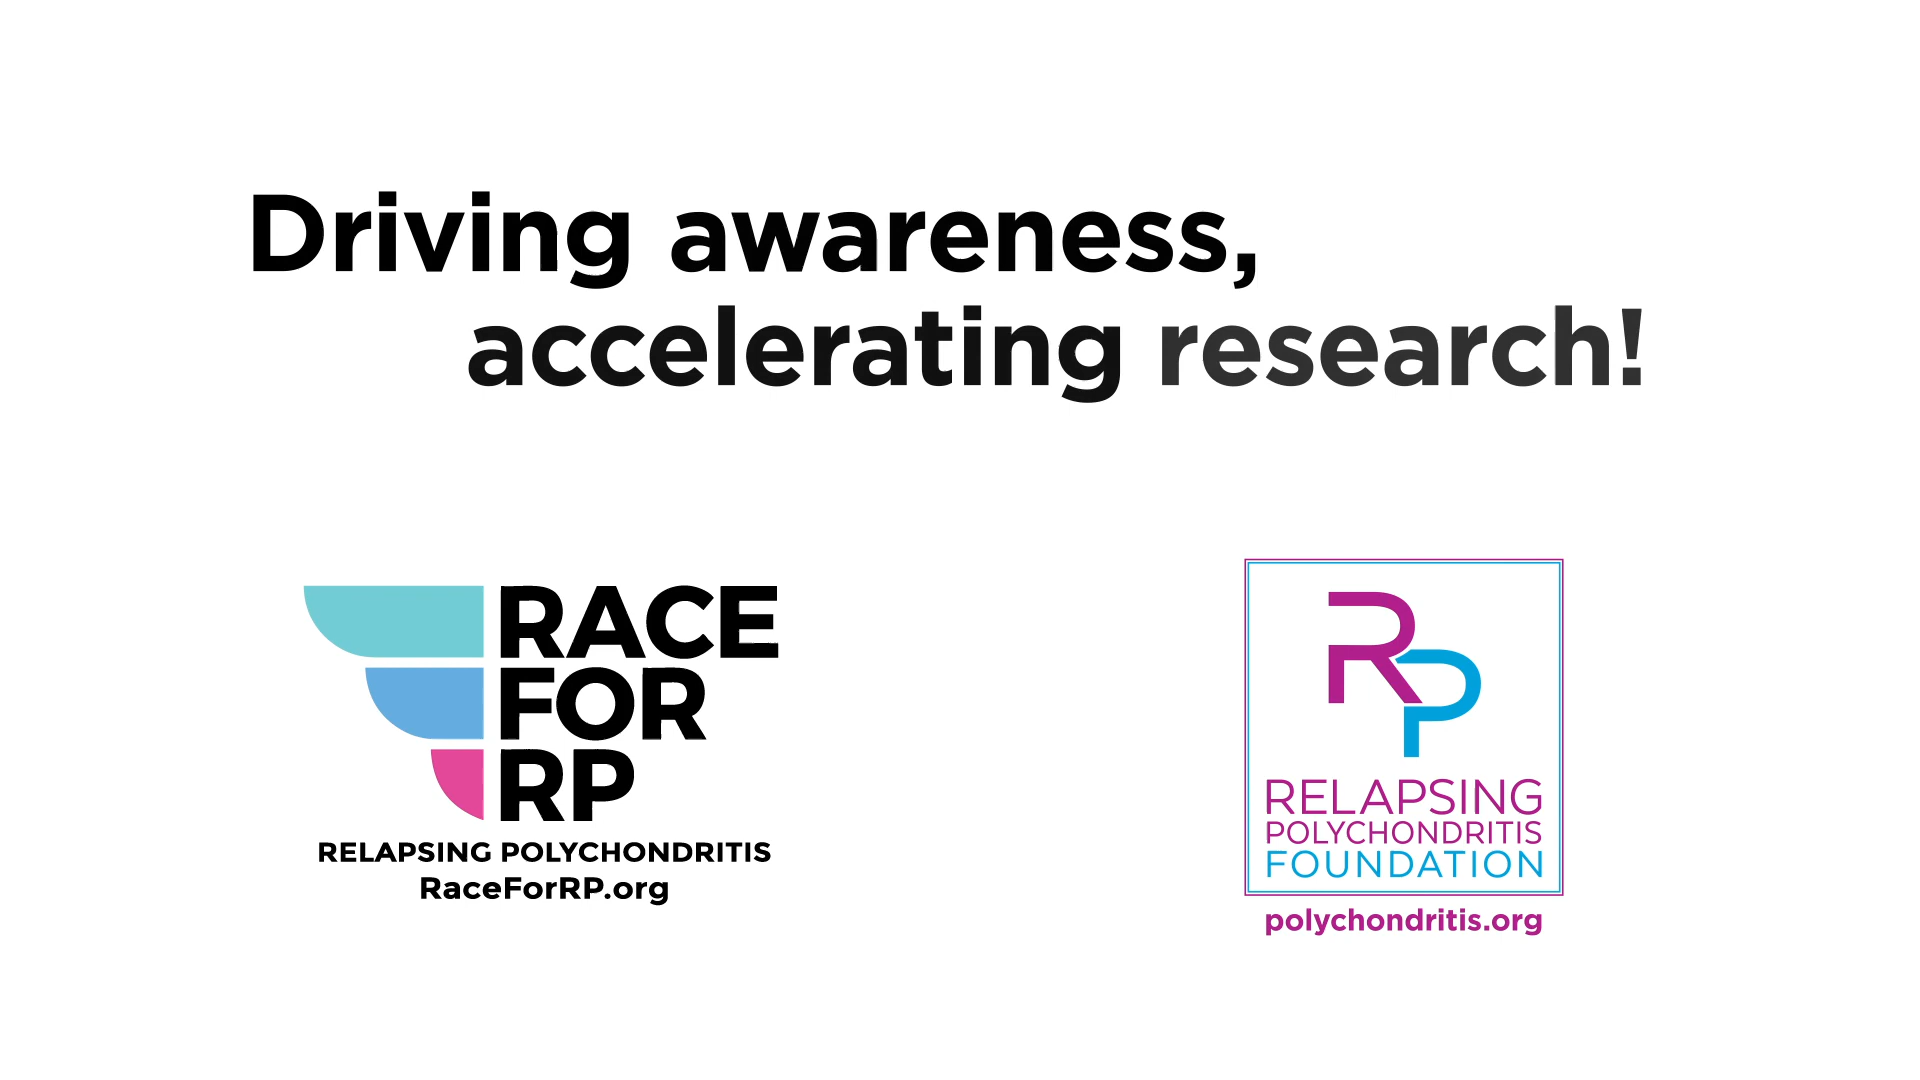 Driving awareness,
accelerating research!
RACE
FOR
RP
RELAPSING POLYCHONDRITIS
RaceForRP.org
RP
RELAPSING
POLYCHONDRITIS
FOUNDATION
polychondritis.org